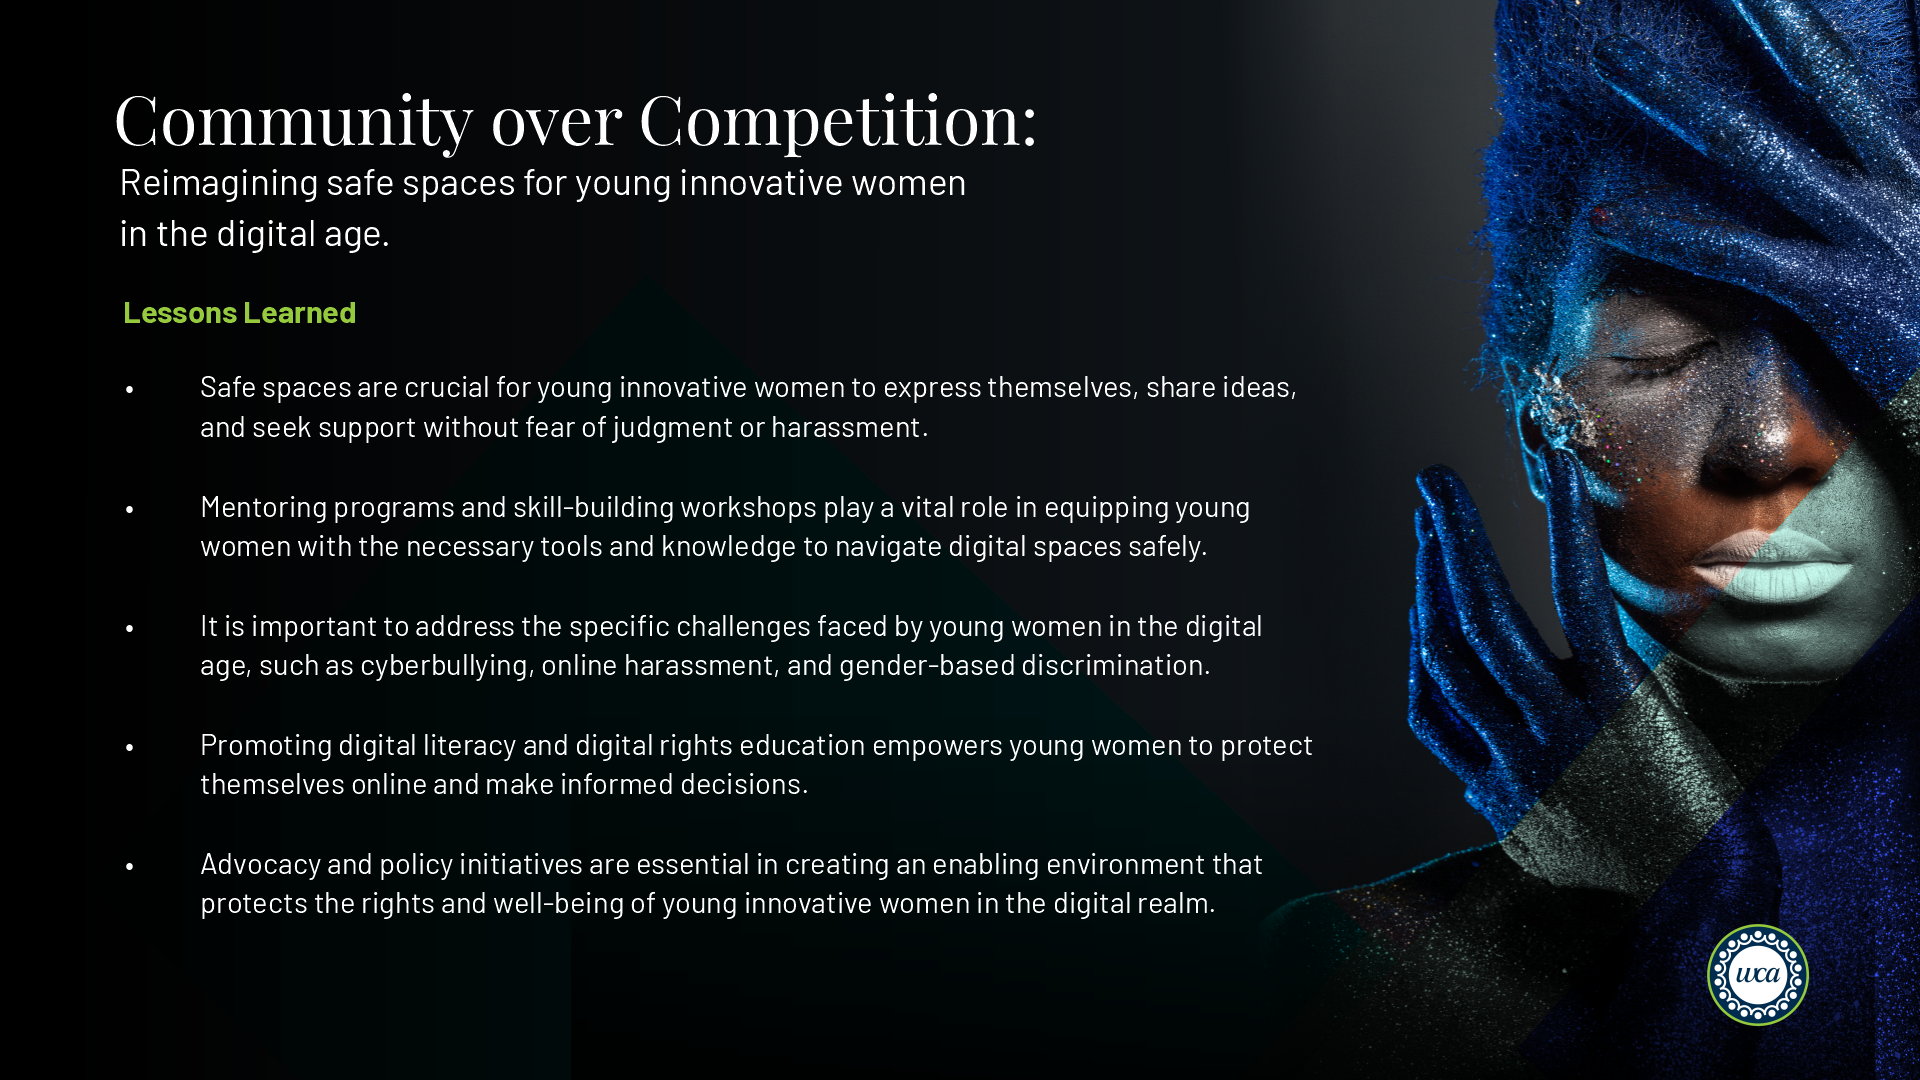 Community over Competition:
Reimagining safe spaces for young innovative women
in the digital age.
Lessons Learned
• Safe spaces are crucial for young innovative women to express themselves, share ideas,
and seek support without fear of judgment or harassment.
• Mentoring programs and skill-building workshops play a vital role in equipping young
women with the necessary tools and knowledge to navigate digital spaces safely.
• It is important to address the specific challenges faced by young women in the digital
age, such as cyberbullying, online harassment, and gender-based discrimination.
• Promoting digital literacy and digital rights education empowers young women to protect
themselves online and make informed decisions.
• Advocacy and policy initiatives are essential in creating an enabling environment that
protects the rights and well-being of young innovative women in the digital realm.
wca